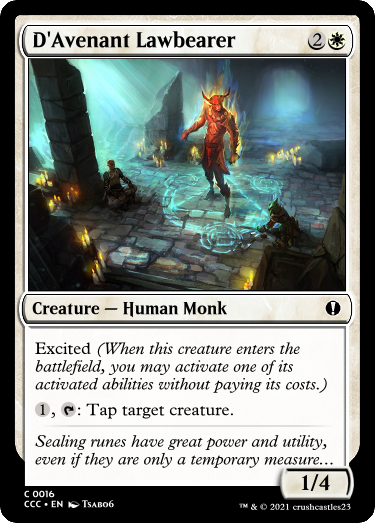 D'Avenant Lawbearer 2
Creature — Human Monk
Excited (When this creature enters the
battlefield, you may activate one of its
activated abilities without paying its costs.)
1, : Tap target creature.
Sealing runes have great power and utility,
even if they are only a temporary measure…
1/4
C 0016
CCC • EN Tsabo6
™ & © 2021 crushcastles23